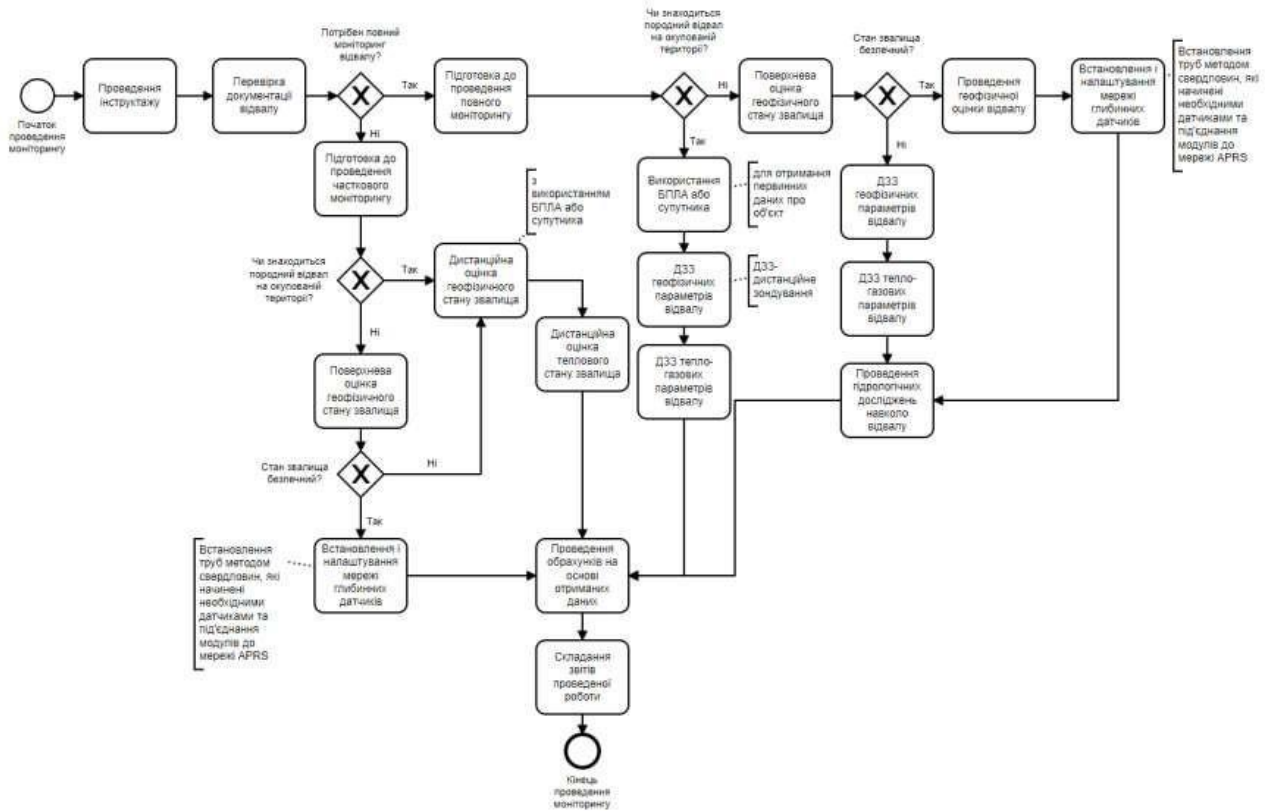 Потрібен повний
моніторинг
відвалу?
Чи знаходиться
породний відвал
на окупованій
території?
Стан звалища
безпечний?
Початок
проведення
моніторингу
Проведення
інструктажу
Перевірка
документації
відвалу
Так
Підготовка до
проведення
повного
моніторингу
Ні
Поверхнева
оцінка
геофізичного
стану звалища
Так
Проведення
геофізичної
оцінки відвалу
Встановлення і
налаштування
мережі
глибинних
датчиків
Встановлення
труб методом
свердловин, які
начинені
необхідними
датчиками та
під'єднання
модулів до
мережі APRS
Ні
Підготовка до
проведення
часткового
моніторингу
Так
Використання
БПЛА або
супутника
для отримання
первинних
даних про
об'єкт
Ні
ДЗЗ
геофізичних
параметрів
відвалу
з
використанням
БПЛА або
супутника
Чи знаходиться
породний відвал
на окупованій
території?
Так
Дистанційна
оцінка
геофізичного
стану звалища
ДЗЗ
геофізичних
параметрів
відвалу
ДЗЗ-
дистанційне
зондування
ДЗЗ тепло-
газових
параметрів
відвалу
Ні
Дистанційна
оцінка
теплового
стану звалища
ДЗЗ тепло-
газових
параметрів
відвалу
Поверхнева
оцінка
геофізичного
стану звалища
Проведення
гідрологічних
досліджень
навколо
відвалу
Стан звалища
безпечний?
Ні
Так
Встановлення
труб методом
свердловин, які
начинені
необхідними
датчиками та
під'єднання
модулів до
мережі APRS
Встановлення і
налаштування
мережі
глибинних
датчиків
Проведення
обрахунків на
основі
отриманих
даних
Складання
звітів
проведеної
роботи
Кінець
проведення
моніторингу